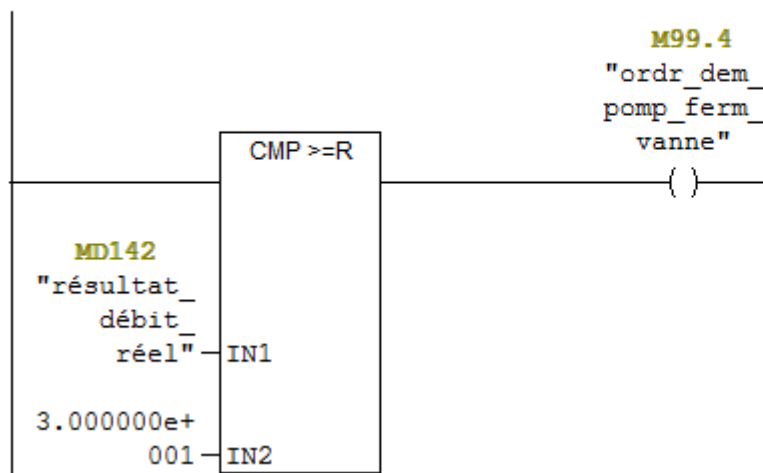 M99.4
"ordr_dem_
pomp_ferm_
vanne"
CMP >=R
( )
MD142
"résultat_
débit_
réel"
IN1
3.000000e+
001
IN2